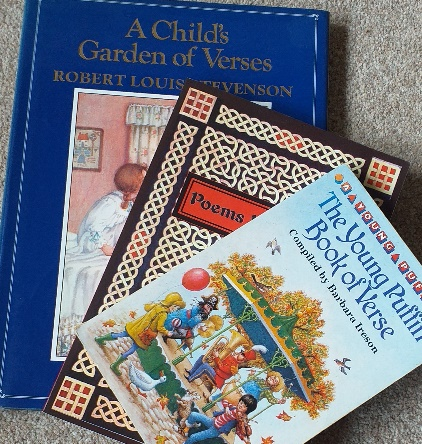 A Child's
Garden of Verses
ROBERT LOUIS STEVENSON
Poems
A YOUNG PUFFIN
The Young Puffin
Book of Verse
Compiled by Barbara Ireson